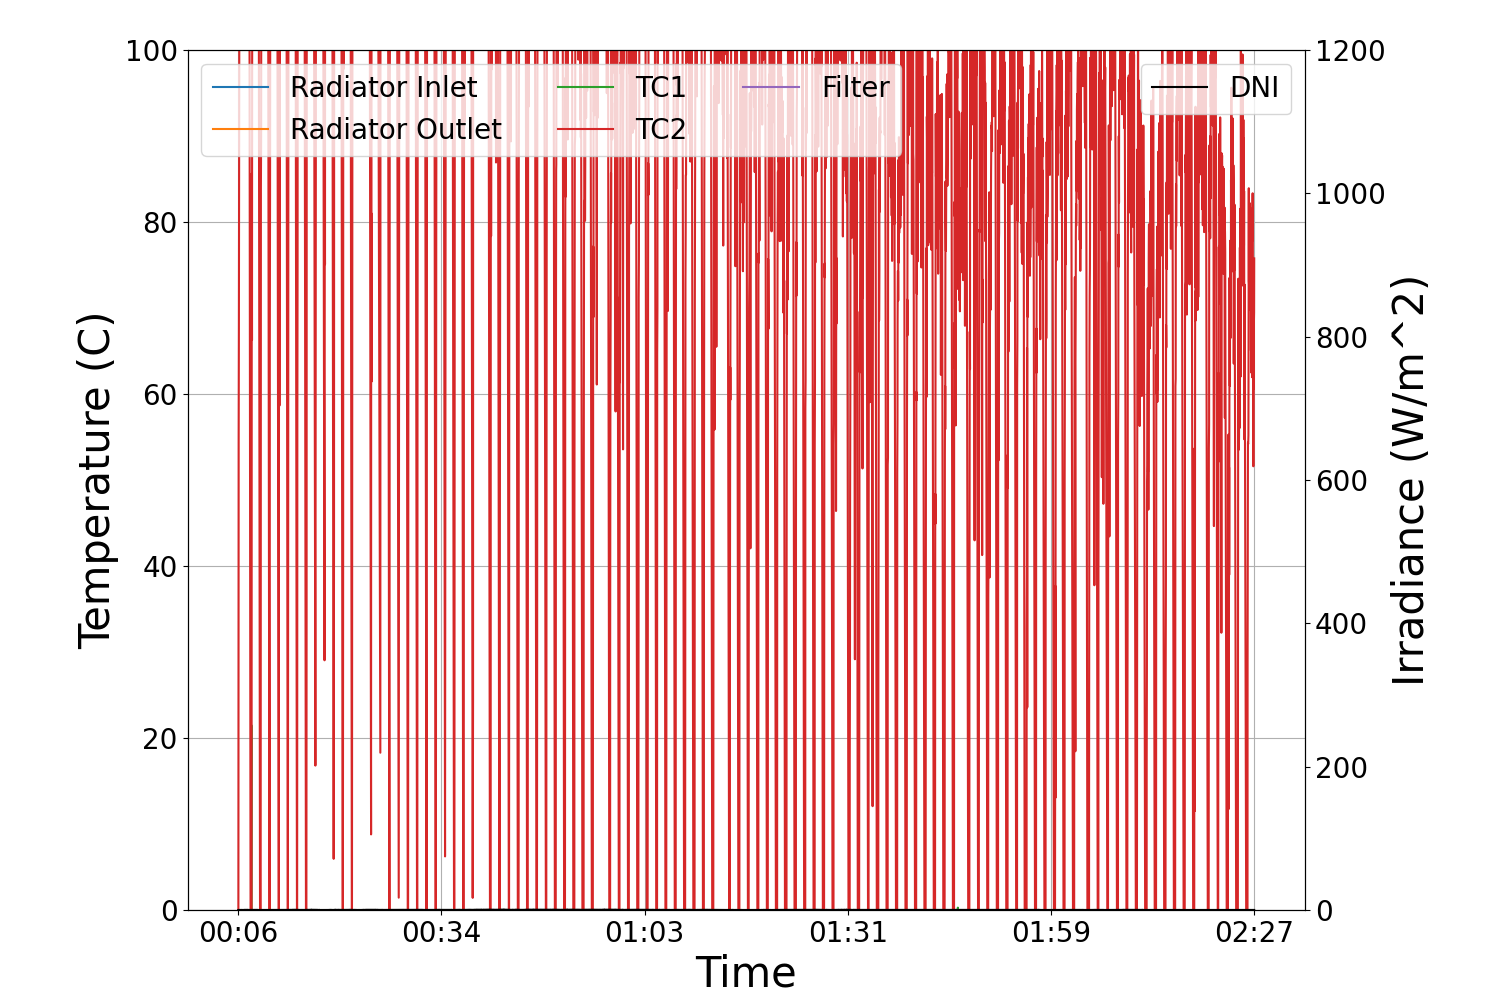 100
80
60
40
20
0
Temperature (C)
Radiator Inlet
Radiator Outlet
TC1
TC2
Filter
DNI
1200
1000
800
600
400
200
0
Irradiance (W/m^2)
00:06 00:34 01:03 01:31 01:59 02:27
Time